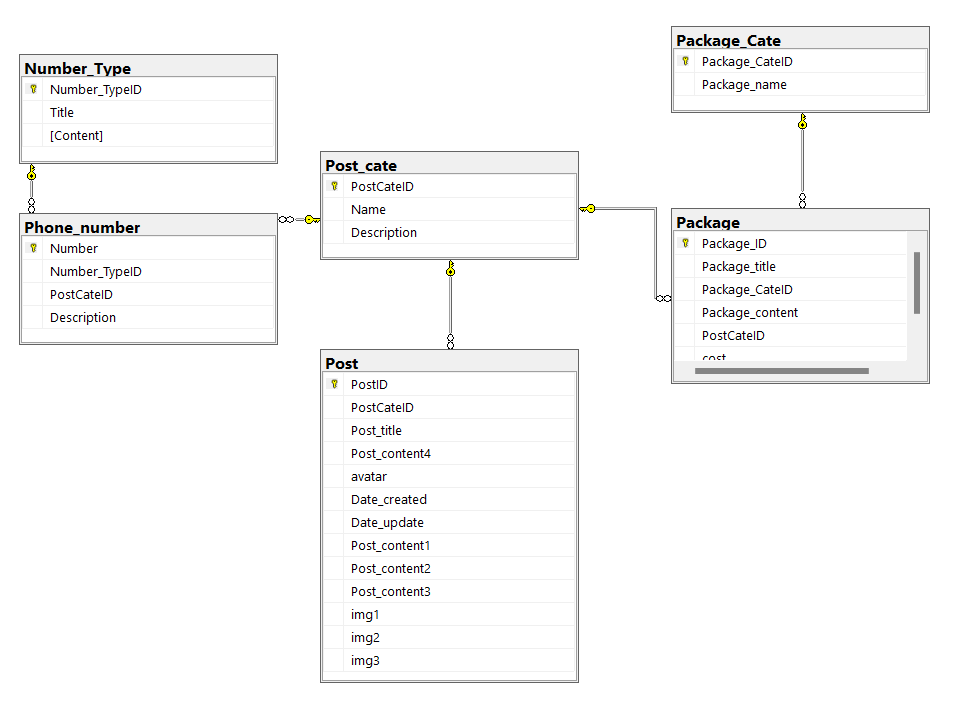 Number_Type
Number_TypeID
Title
[Content]
Phone_number
Number
Number_TypeID
PostCateID
Description
Post_cate
PostCateID
Name
Description
Post
PostID
PostCateID
Post_title
Post_content4
avatar
Date_created
Date_update
Post_content1
Post_content2
Post_content3
img1
img2
img3
Package_Cate
Package_CateID
Package_name
Package
Package_ID
Package_title
Package_CateID
Package_content
PostCateID
cost